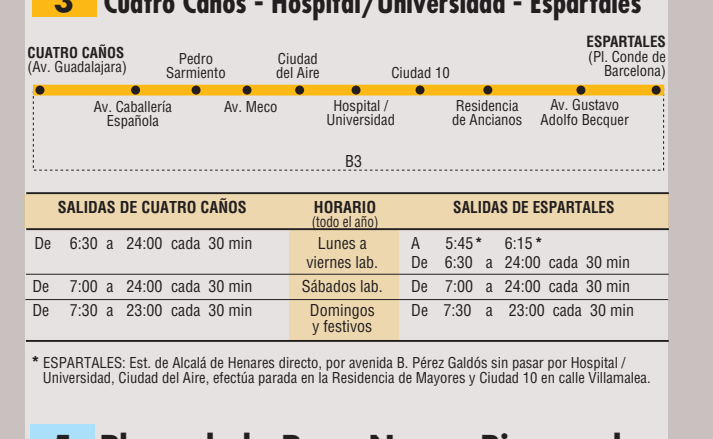 3 Cuatro Caños - Hospital/Universidad - Espartales
CUATRO CAÑOS
(Av. Guadalajara)
Pedro
Sarmiento
Ciudad
del Aire
Ciudad 10
ESPARTALES
(Pl. Conde de
Barcelona)
Av. Caballería
Española
Av. Meco
Hospital /
Universidad
Residencia
de Ancianos
Av. Gustavo
Adolfo Becquer
B3
SALIDAS DE CUATRO CAÑOS HORARIO SALIDAS DE ESPARTALES
(todo el año)
De 6:30 a 24:00 cada 30 min Lunes a A 5:45* 6:15*
viernes lab. De 6:30 a 24:00 cada 30 min
De 7:00 a 24:00 cada 30 min Sábados lab. De 7:00 a 24:00 cada 30 min
De 7:30 a 23:00 cada 30 min Domingos De 7:30 a 23:00 cada 30 min
y festivos
* ESPARTALES: Est. de Alcalá de Henares directo, por avenida B. Pérez Galdós sin pasar por Hospital /
Universidad, Ciudad del Aire, efectúa parada en la Residencia de Mayores y Ciudad 10 en calle Villamalea.